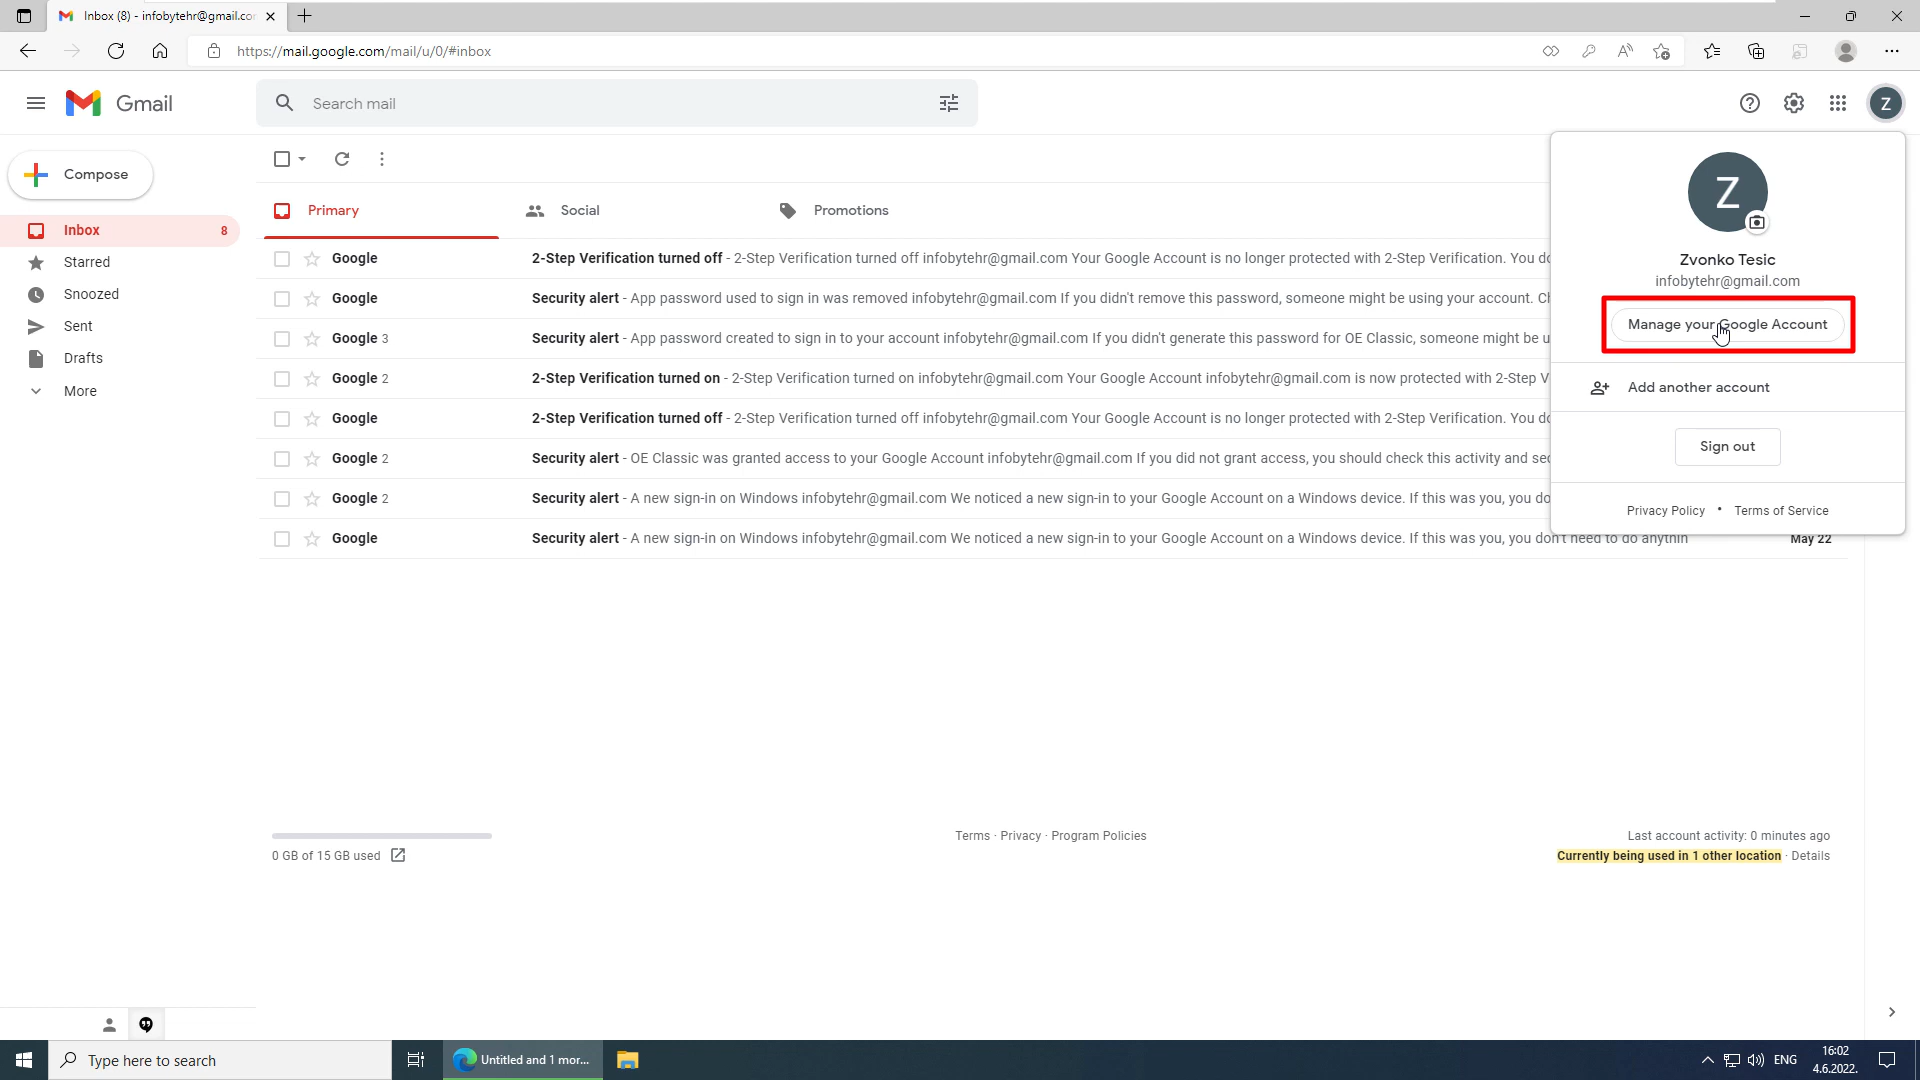 Inbox (8) - infobytehr@gmail.co
https://mail.google.com/mail/u/0/#inbox
Gmail
Search mail
Z
Compose
Inbox 8
Starred
Snoozed
Sent
Drafts
More
Primary Social Promotions
Google 2-Step Verification turned off - 2-Step Verification turned off infobytehr@gmail.com Your Google Account is no longer protected with 2-Step Verification. You do
Google Security alert - App password used to sign in was removed infobytehr@gmail.com If you didn't remove this password, someone might be using your account. C
Google 3 Security alert - App password created to sign in to your account infobytehr@gmail.com If you didn't generate this password for OE Classic, someone might be u
Google 2 2-Step Verification turned on - 2-Step Verification turned on infobytehr@gmail.com Your Google Account infobytehr@gmail.com is now protected with 2-Step V
Google 2-Step Verification turned off - 2-Step Verification turned off infobytehr@gmail.com Your Google Account is no longer protected with 2-Step Verification. You do
Google 2 Security alert - OE Classic was granted access to your Google Account infobytehr@gmail.com If you did not grant access, you should check this activity and sec
Google 2 Security alert - A new sign-in on Windows infobytehr@gmail.com We noticed a new sign-in to your Google Account on a Windows device. If this was you, you do
Google Security alert - A new sign-in on Windows infobytehr@gmail.com We noticed a new sign-in to your Google Account on a Windows device. If this was you, you don't need to do anythin May 22
Z
Zvonko Tesic
infobytehr@gmail.com
Manage your Google Account
Add another account
Sign out
Privacy Policy • Terms of Service
0 GB of 15 GB used
Terms · Privacy · Program Policies
Last account activity: 0 minutes ago
Currently being used in 1 other location · Details
Type here to search
Untitled and 1 mor...
ENG
16:02
4.6.2022.